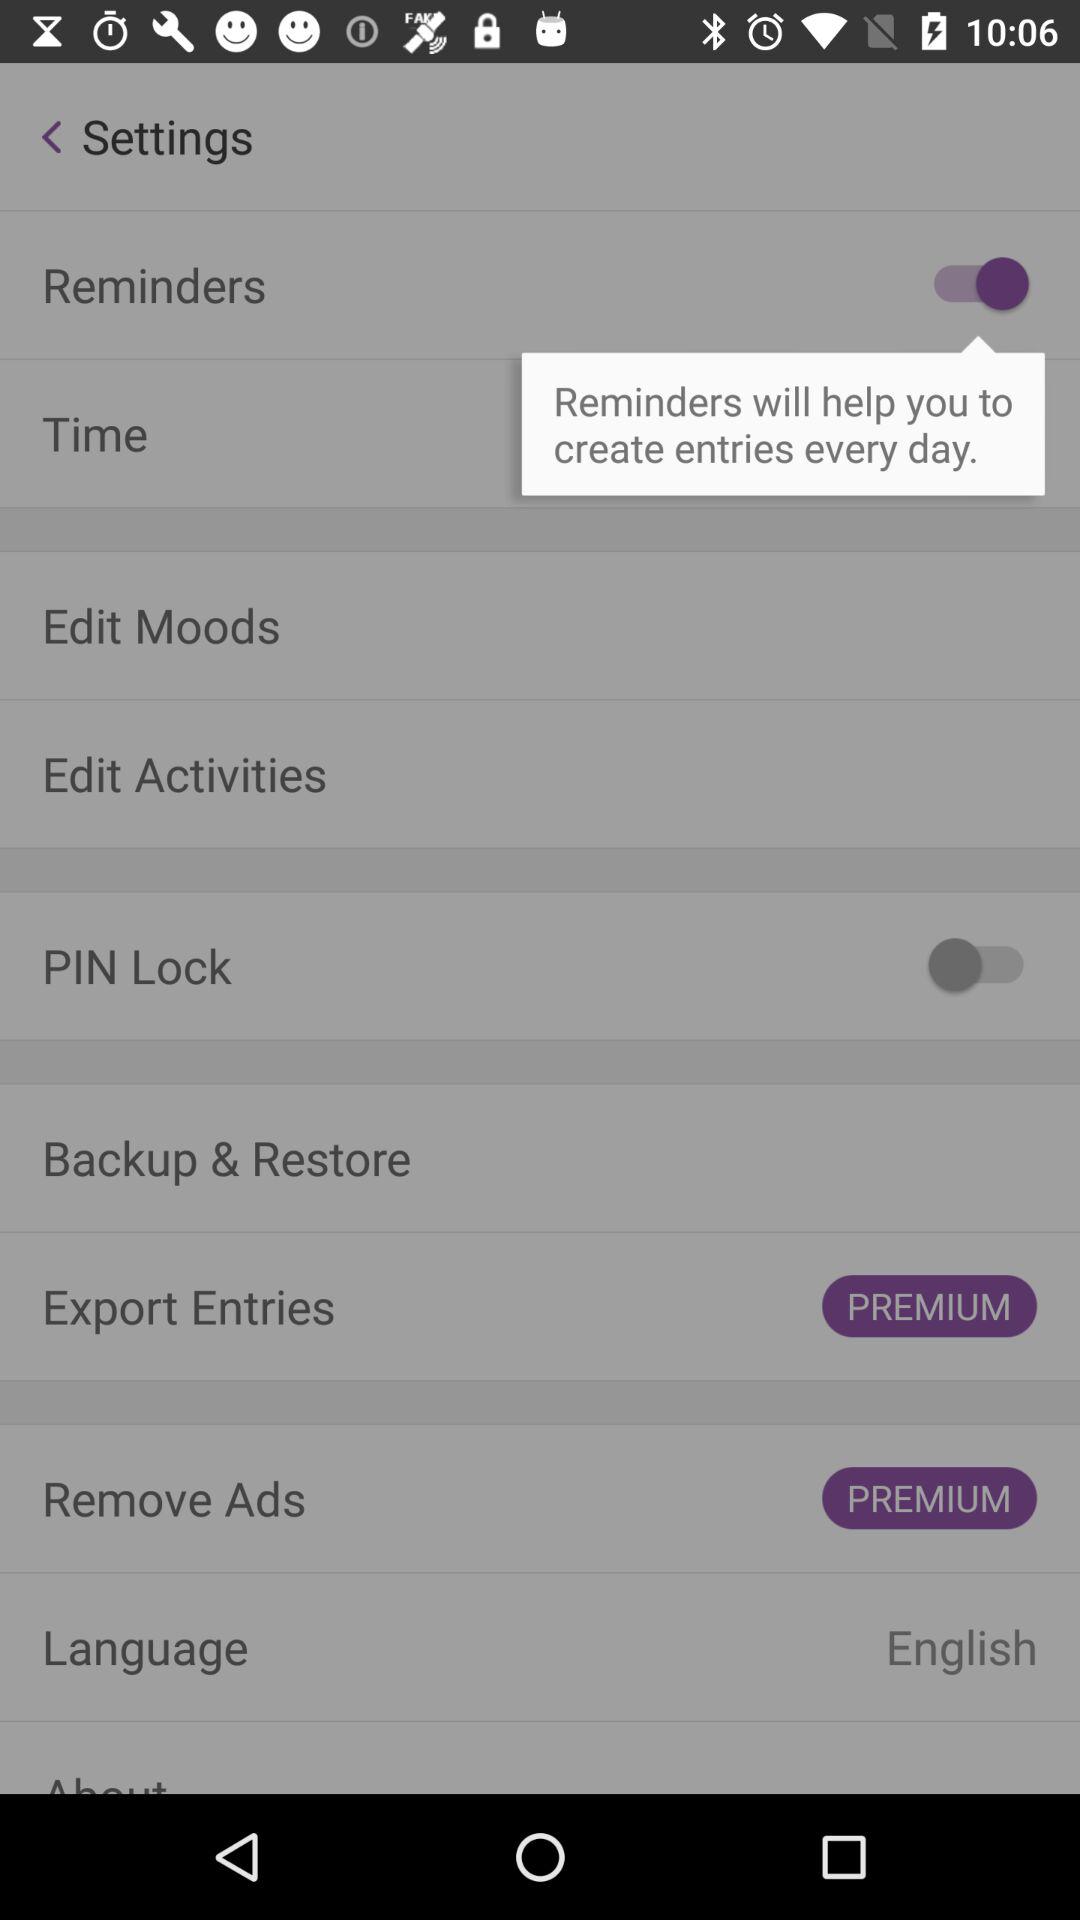 FAKE
10:06
Settings
Reminders
Reminders will help you to
create entries every day.
Time
Edit Moods
Edit Activities
PIN Lock
Backup & Restore
Export Entries PREMIUM
Remove Ads PREMIUM
Language English
About